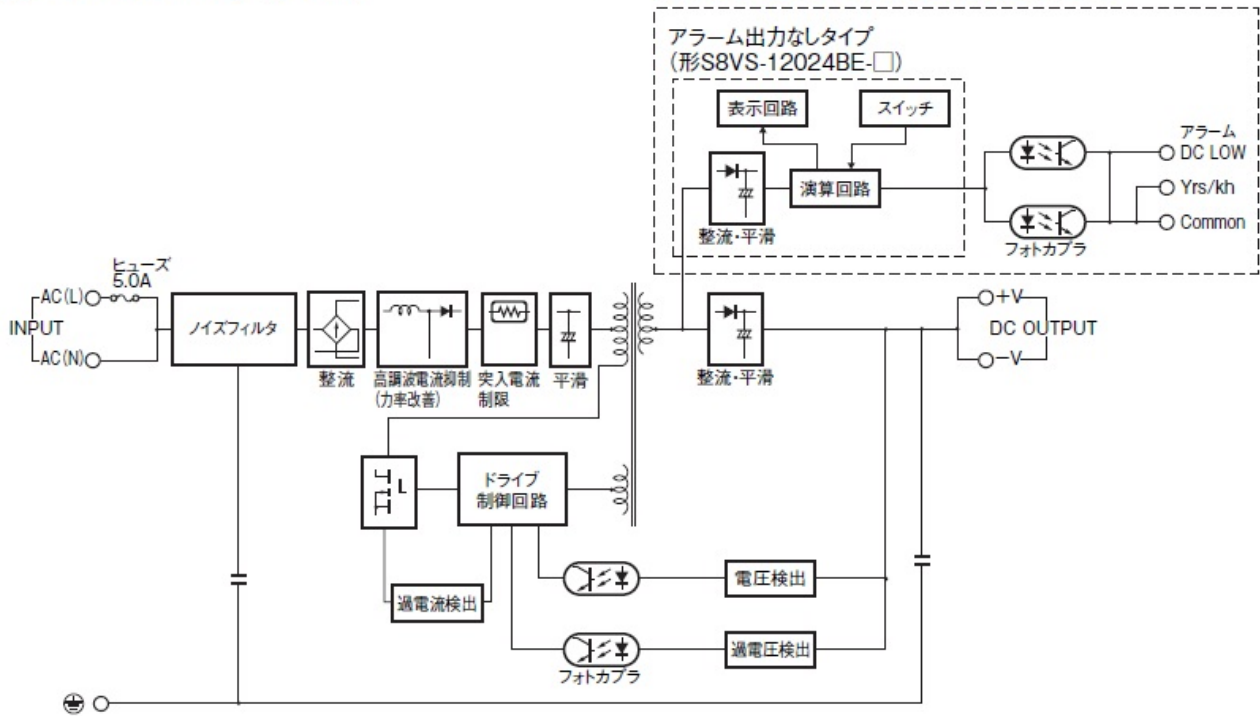 アラーム出力なしタイプ
(形S8VS-12024BE-□)
表示回路
スイッチ
演算回路
整流・平滑
フォトカプラ
アラーム
DC LOW
Yrs/kh
Common
ヒューズ
5.0A
AC(L)
INPUT
AC(N)
ノイズフィルタ
整流
高調波電流抑制
(力率改善)
突入電流
制限
平滑
整流・平滑
+V
DC OUTPUT
−V
ドライブ
制御回路
過電流検出
電圧検出
過電圧検出
フォトカプラ